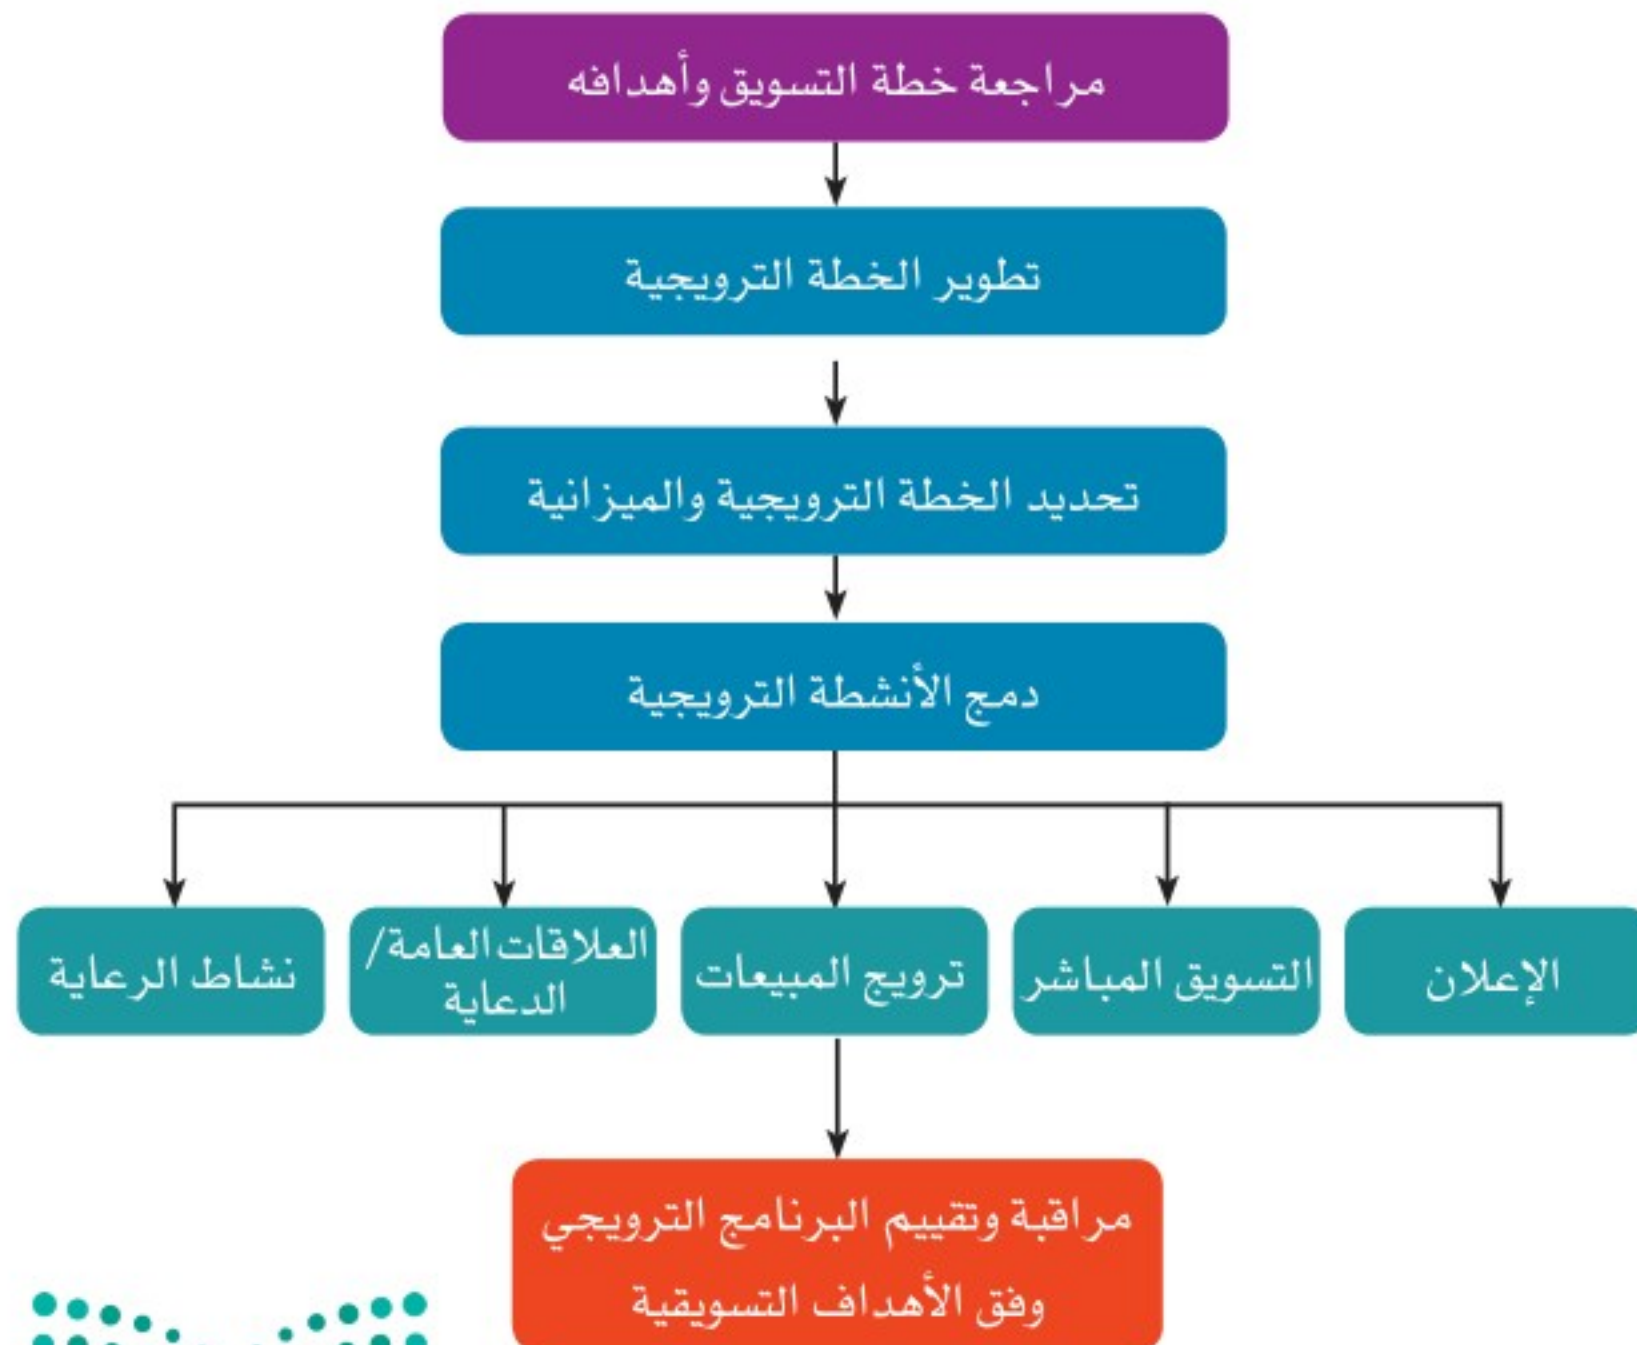 مراجعة خطة التسويق وأهدافه
تطوير الخطة الترويجية
تحديد الخطة الترويجية والميزانية
دمج الأنشطة الترويجية
الإعلان
التسويق المباشر
ترويج المبيعات
العلاقات العامة/
الدعاية
نشاط الرعاية
مراقبة وتقييم البرنامج الترويجي
وفق الأهداف التسويقية